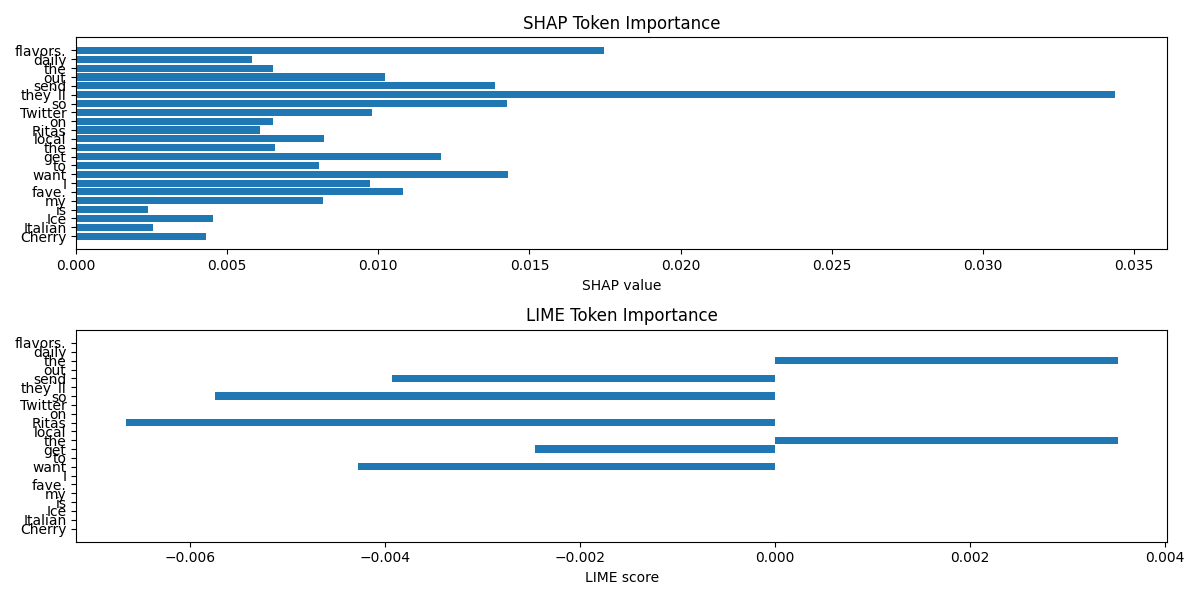 SHAP Token Importance
flavors.
daily
the
out
send
they'll
so
Twitter
on
Ritas
local
the
get
to
want
I
fave.
my
is
Ice
Italian
Cherry
0.000 0.005 0.010 0.015 0.020 0.025 0.030 0.035
SHAP value
LIME Token Importance
flavors.
daily
the
out
send
they'll
so
Twitter
on
Ritas
local
the
get
to
want
I
fave.
my
is
Ice
Italian
Cherry
−0.006 −0.004 −0.002 0.000 0.002 0.004
LIME score